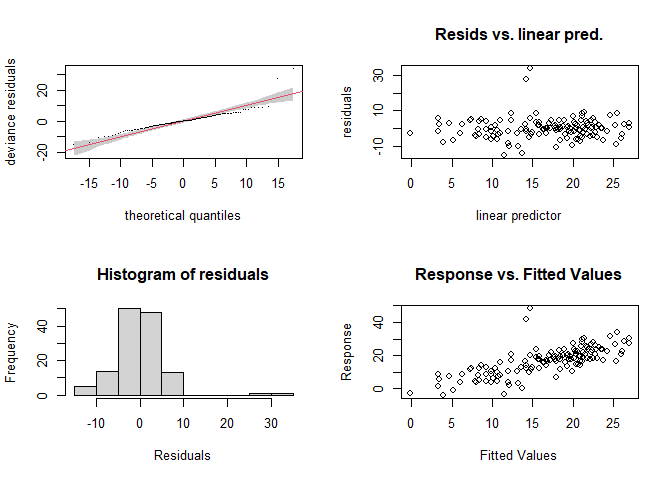 deviance residuals
-20 0 20
-15 -10 -5 0 5 10 15
theoretical quantiles
Resids vs. linear pred.
residuals
-10 10 30
0 5 10 15 20 25
linear predictor
Histogram of residuals
Frequency
0 20 40
-10 0 10 20 30
Residuals
Response vs. Fitted Values
Response
0 20 40
0 5 10 15 20 25
Fitted Values